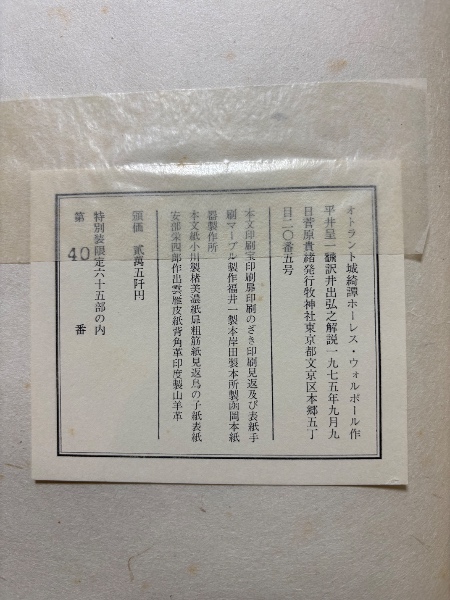 オトラント城綺譚ホーレス・ウォルポール作
平井呈一譯井出弘之解説一九七五年九月九
日菅原貴緒発行牧神社東京都文京区本郷五丁
目二〇番五号
本文印刷宝印刷扉印刷のざき印刷見返及び表紙手
刷マーブル製作福井一製本岸田製本所製函岡本紙
器製作所
本文紙小川製楮美濃紙扉粗筋紙見返鳥の子紙表紙
安部栄四郎作出雲雁皮紙背角革印度製山羊革
頒価 貳萬五阡円
特別装限定六十五部の内
第 40 番